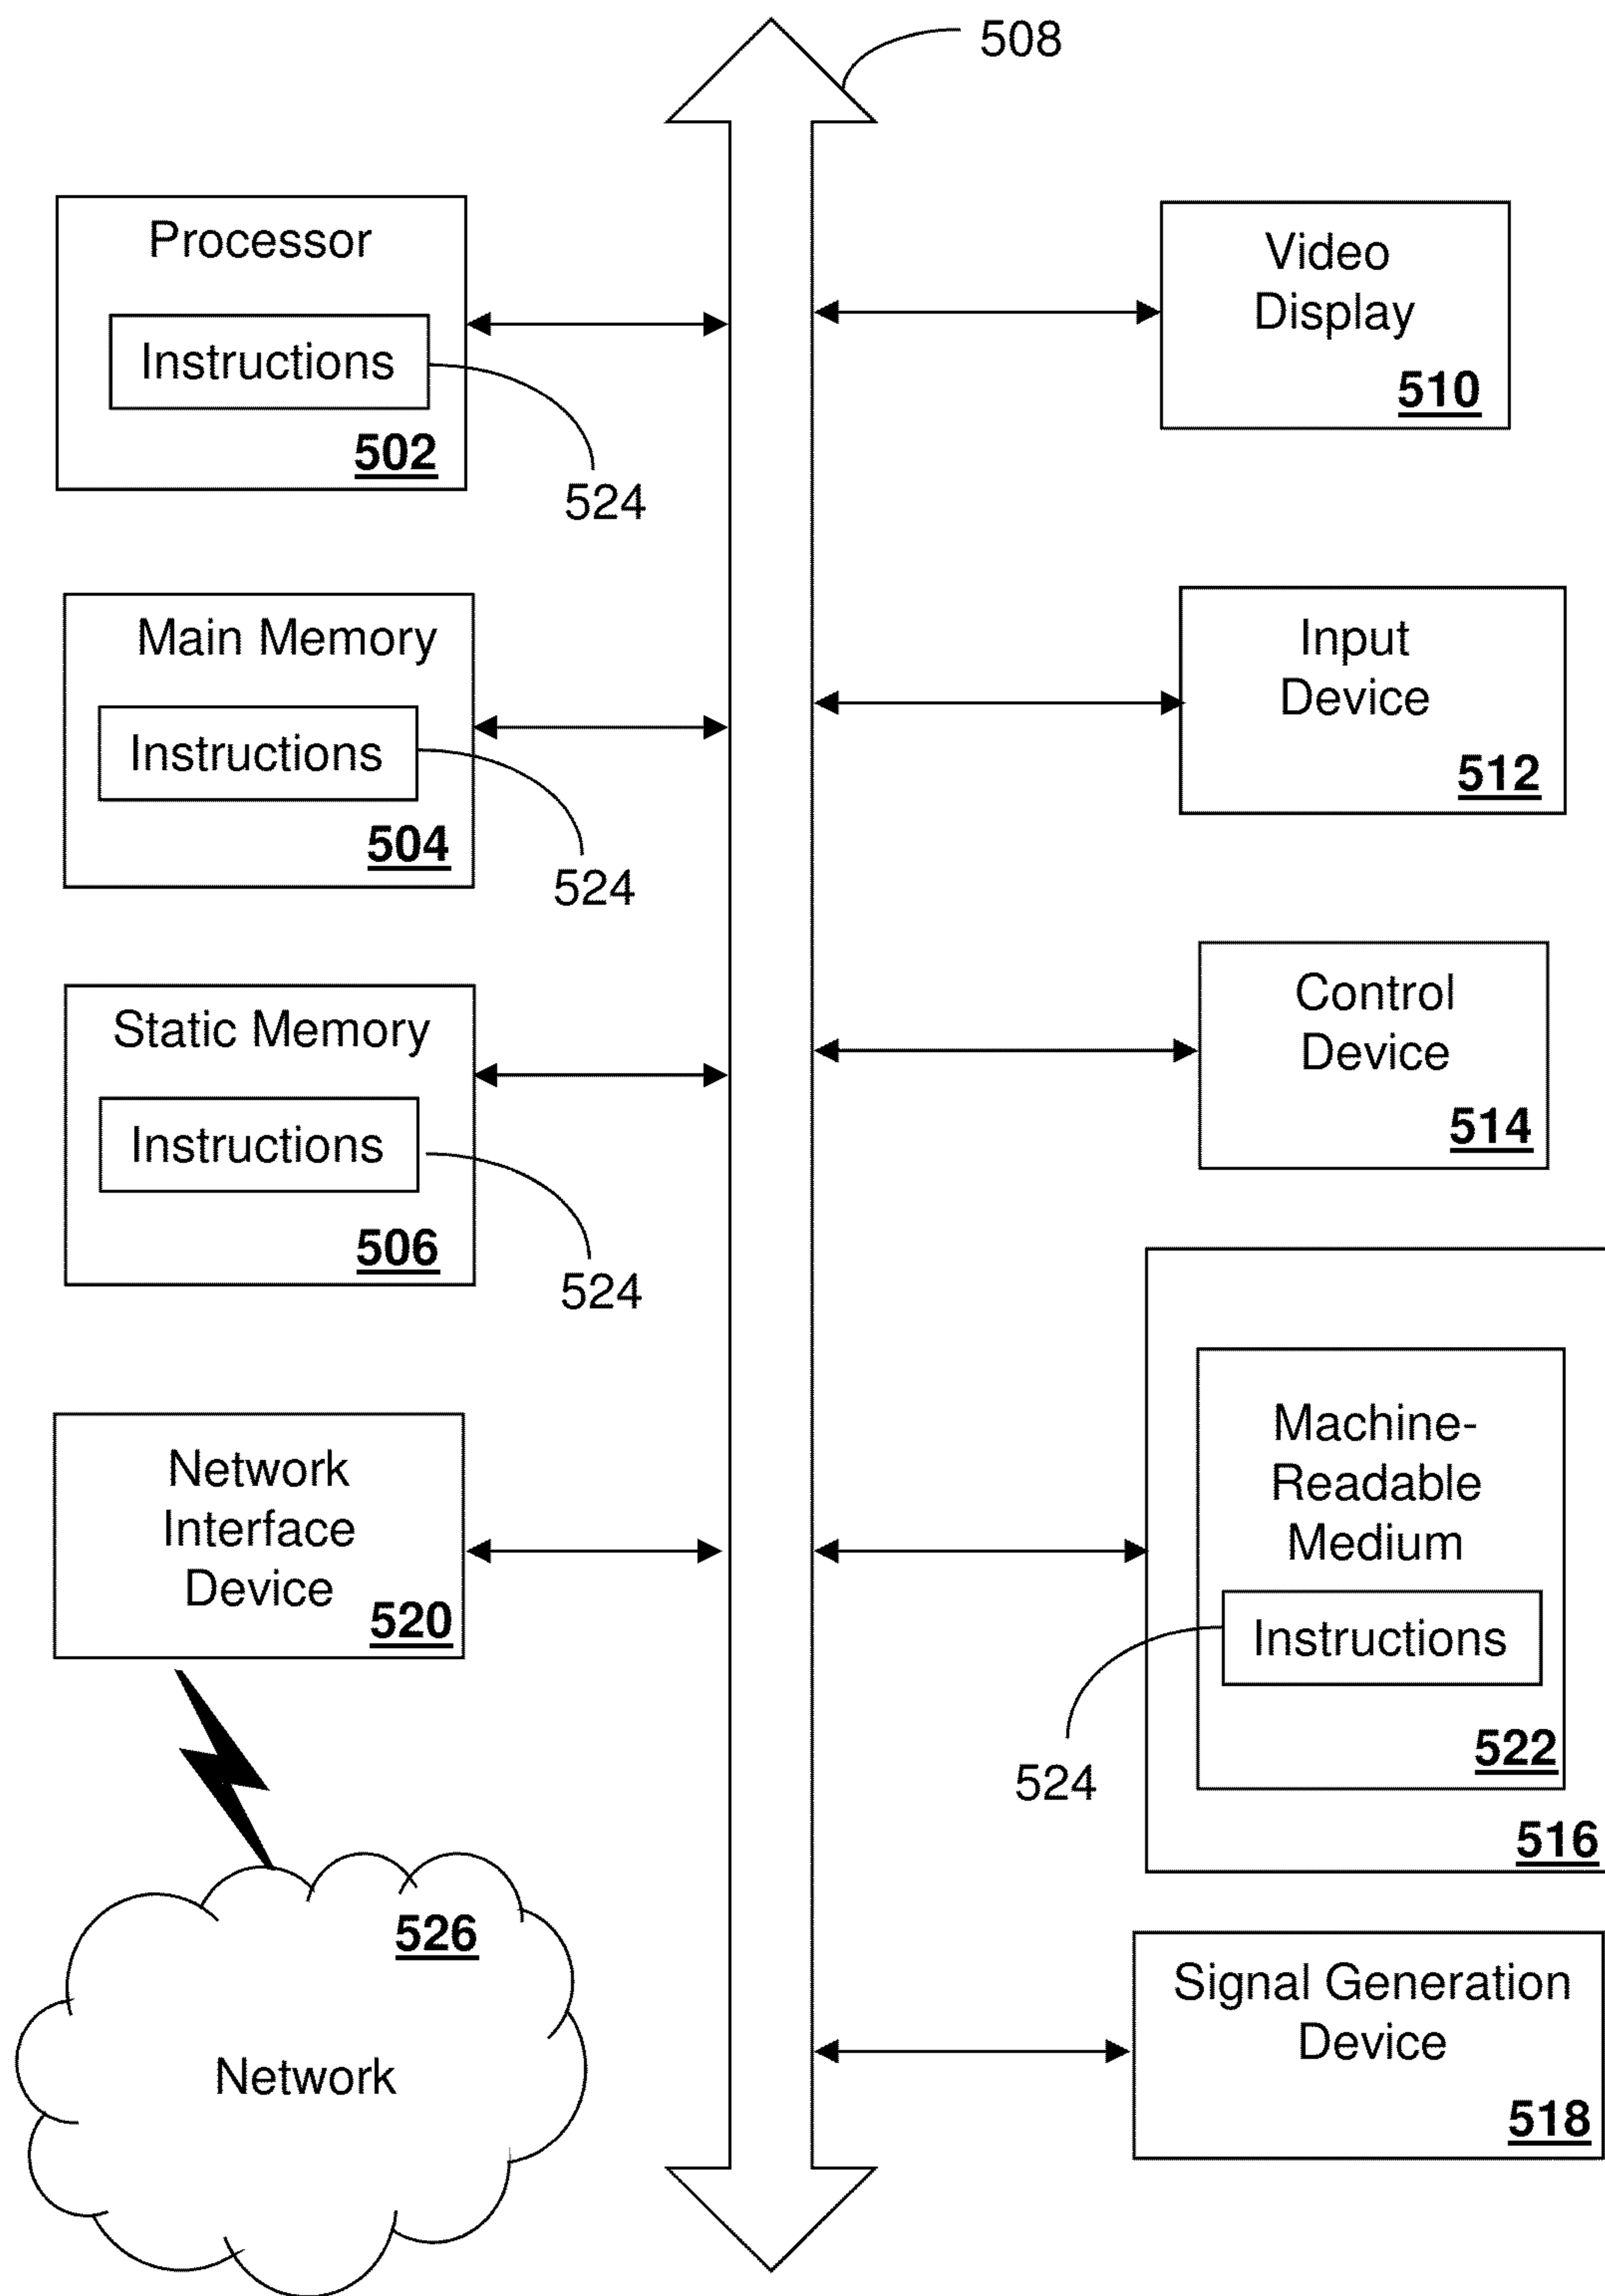 508
Processor
Instructions
502
524
Main Memory
Instructions
504
524
Static Memory
Instructions
506
524
Network
Interface
Device
520
526
Network
Video
Display
510
Input
Device
512
Control
Device
514
Machine-
Readable
Medium
Instructions
522
524
516
Signal Generation
Device
518